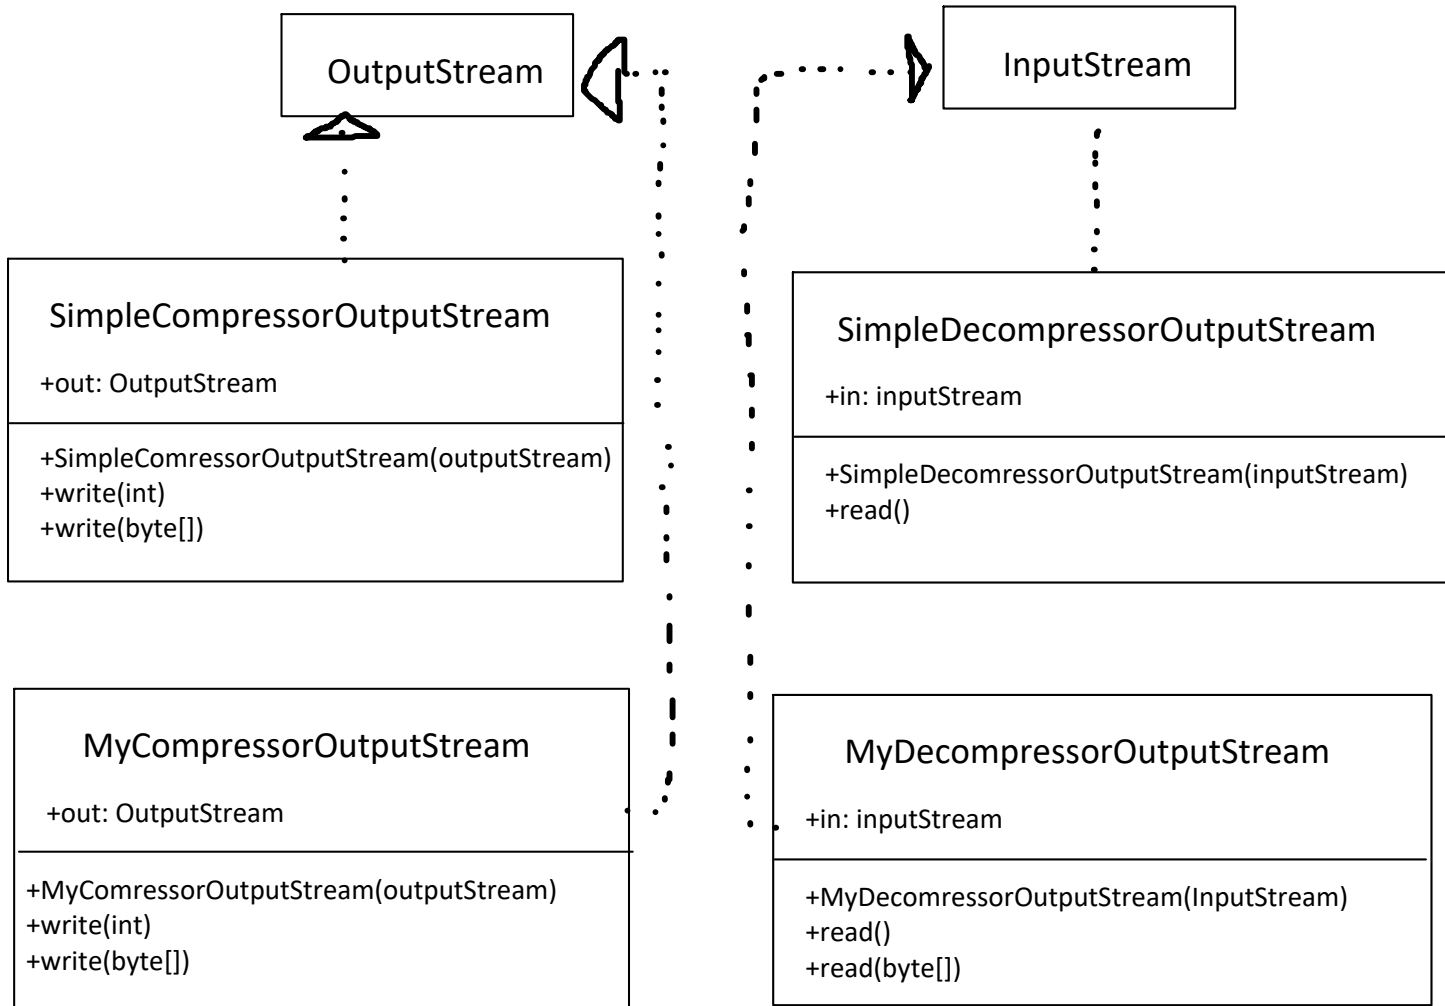 OutputStream
InputStream
SimpleCompressorOutputStream
+out: OutputStream
+SimpleComressorOutputStream(outputStream)
+write(int)
+write(byte[])
SimpleDecompressorOutputStream
+in: inputStream
+SimpleDecomressorOutputStream(inputStream)
+read()
MyCompressorOutputStream
+out: OutputStream
+MyComressorOutputStream(outputStream)
+write(int)
+write(byte[])
MyDecompressorOutputStream
+in: inputStream
+MyDecomressorOutputStream(InputStream)
+read()
+read(byte[])